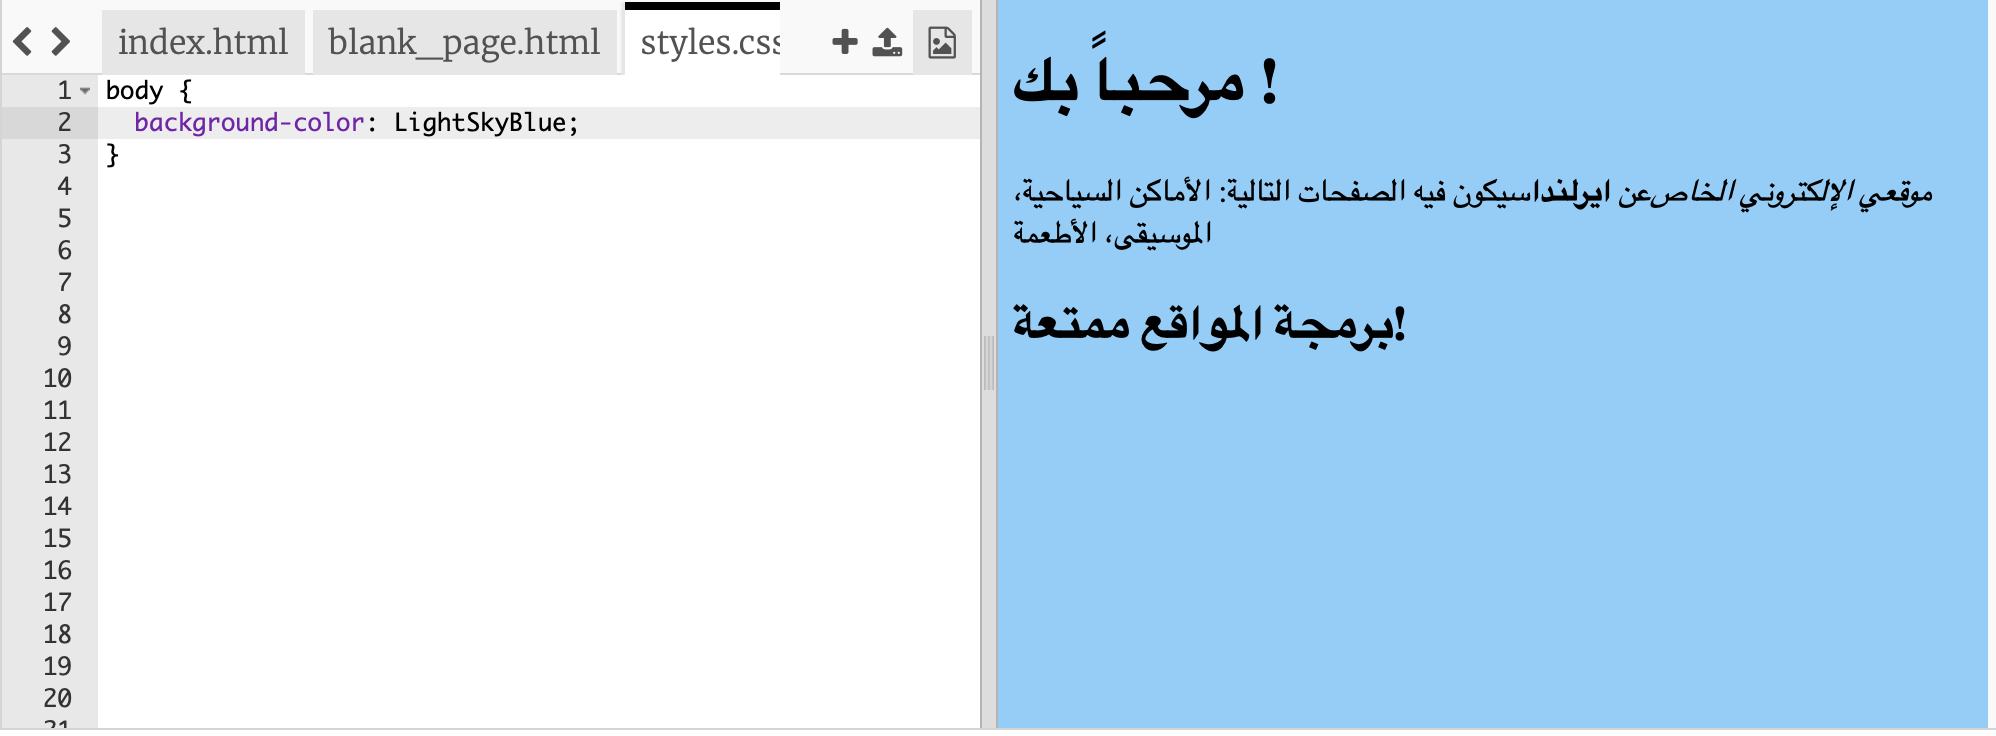 index.html
blank_page.html
styles.css
1
body {
2
background-color: LightSkyBlue;
3
}
4
5
6
7
8
9
10
11
12
13
14
15
16
17
18
19
20
21
مرحباً بك !
موقعي الإلكتروني الخاصعن ايرلنداسيكون فيه الصفحات التالية: الأماكن السياحية،
الموسيقى، الأطعمة
برمجة المواقع ممتعة!